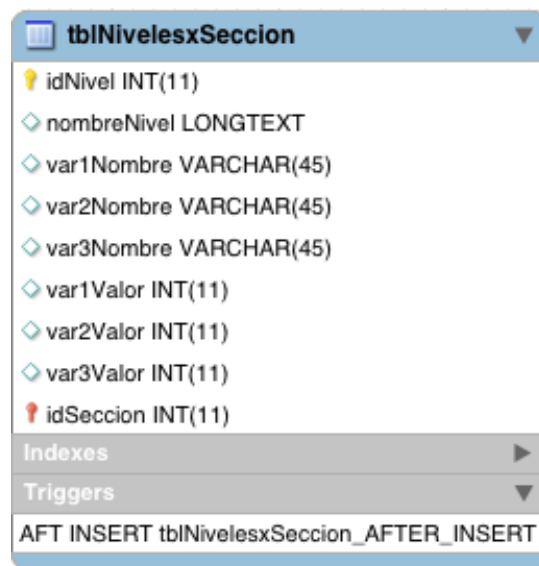 tblNivelesxSeccion
idNivel INT(11)
nombreNivel LONGTEXT
var1Nombre VARCHAR(45)
var2Nombre VARCHAR(45)
var3Nombre VARCHAR(45)
var1Valor INT(11)
var2Valor INT(11)
var3Valor INT(11)
idSeccion INT(11)
Indexes
Triggers
AFT INSERT tblNivelesxSeccion_AFTER_INSERT